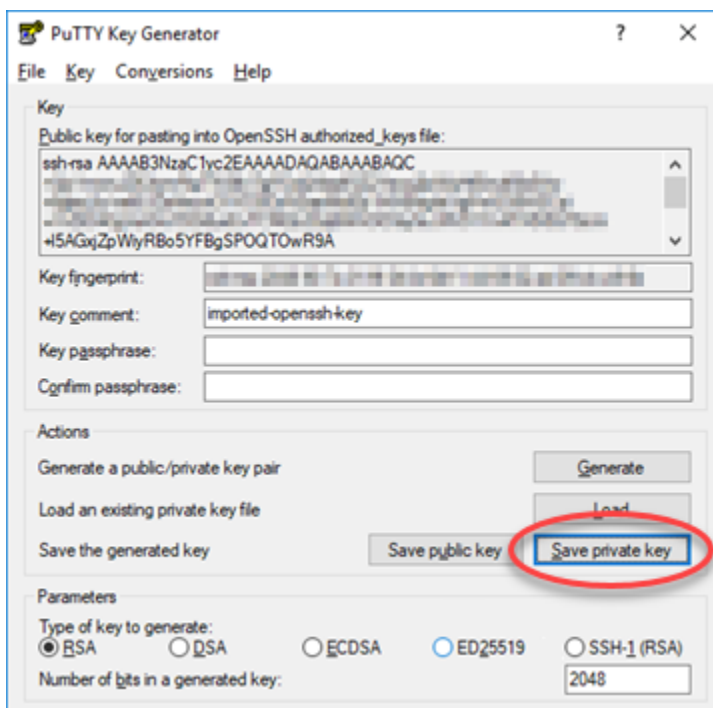 PuTTY Key Generator
File Key Conversions Help
Key
Public key for pasting into OpenSSH authorized_keys file:
ssh-rsa AAAAB3NzaC1yc2EAAAADAQABAAABAQC
+I5AGxjZpWiyRBo5YFBgSPOQTOwR9A
Key fingerprint:
Key comment: imported-openssh-key
Key passphrase:
Confirm passphrase:
Actions
Generate a public/private key pair Generate
Load an existing private key file Load
Save the generated key Save public key Save private key
Parameters
Type of key to generate:
RSA DSA ECDSA ED25519 SSH-1 (RSA)
Number of bits in a generated key: 2048